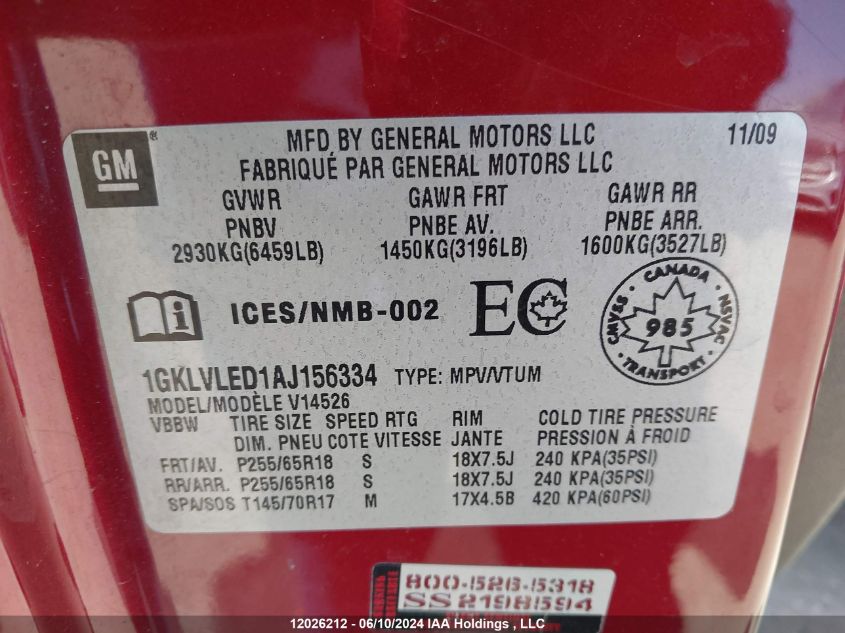 GM ®
MFD BY GENERAL MOTORS LLC 11/09
FABRIQUÉ PAR GENERAL MOTORS LLC
GVWR GAWR FRT GAWR RR
PNBV PNBE AV. PNBE ARR.
2930KG(6459LB) 1450KG(3196LB) 1600KG(3527LB)
i ICES/NMB-002 EC
CANADA
CMVSS 985 NSVAC
TRANSPORT
1GKLVLED1AJ156334 TYPE: MPV/VTUM
MODEL/MODÈLE V14526
VBBW TIRE SIZE SPEED RTG RIM COLD TIRE PRESSURE
DIM. PNEU COTE VITESSE JANTE PRESSION À FROID
FRT/AV. P255/65R18 S 18X7.5J 240 KPA(35PSI)
RR/ARR. P255/65R18 S 18X7.5J 240 KPA(35PSI)
SPA/SOS T145/70R17 M 17X4.5B 420 KPA(60PSI)
800-526-5318
SS2198594
12026212 - 06/10/2024 IAA Holdings , LLC